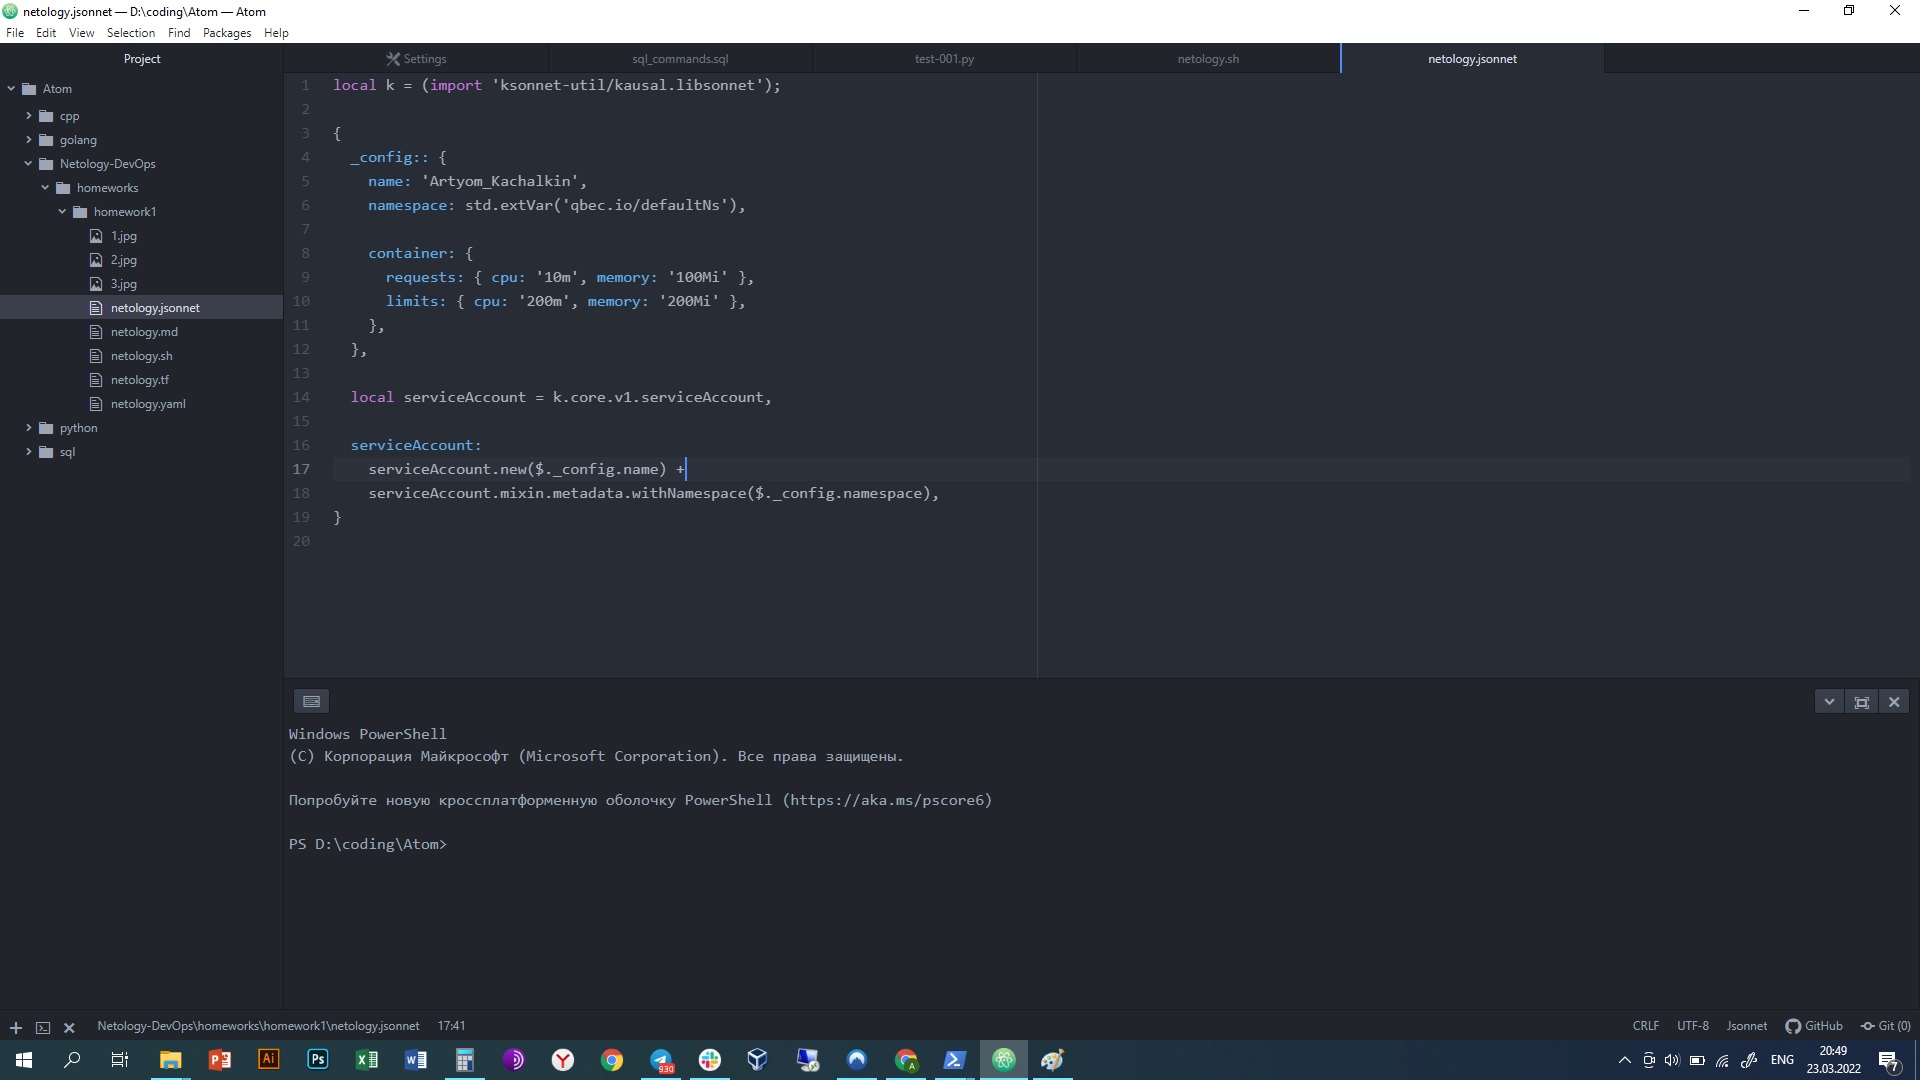 netology.jsonnet — D:\coding\Atom — Atom
File Edit View Selection Find Packages Help
Project
Settings
sql_commands.sql
test-001.py
netology.sh
netology.jsonnet
Atom
cpp
golang
Netology-DevOps
homeworks
homework1
1.jpg
2.jpg
3.jpg
netology.jsonnet
netology.md
netology.sh
netology.tf
netology.yaml
python
sql
1 local k = (import 'ksonnet-util/kausal.libsonnet');
2
3 {
4 _config:: {
5 name: 'Artyom_Kachalkin',
6 namespace: std.extVar('qbec.io/defaultNs'),
7
8 container: {
9 requests: { cpu: '10m', memory: '100Mi' },
10 limits: { cpu: '200m', memory: '200Mi' },
11 },
12 },
13
14 local serviceAccount = k.core.v1.serviceAccount,
15
16 serviceAccount:
17 serviceAccount.new($._config.name) +
18 serviceAccount.mixin.metadata.withNamespace($._config.namespace),
19 }
20
Windows PowerShell
(C) Корпорация Майкрософт (Microsoft Corporation). Все права защищены.
Попробуйте новую кроссплатформенную оболочку PowerShell (https://aka.ms/pscore6)
PS D:\coding\Atom>
Netology-DevOps\homeworks\homework1\netology.jsonnet 17:41
CRLF UTF-8 Jsonnet GitHub Git (0)
Ai
Ps
930
A
ENG
20:49
23.03.2022
7